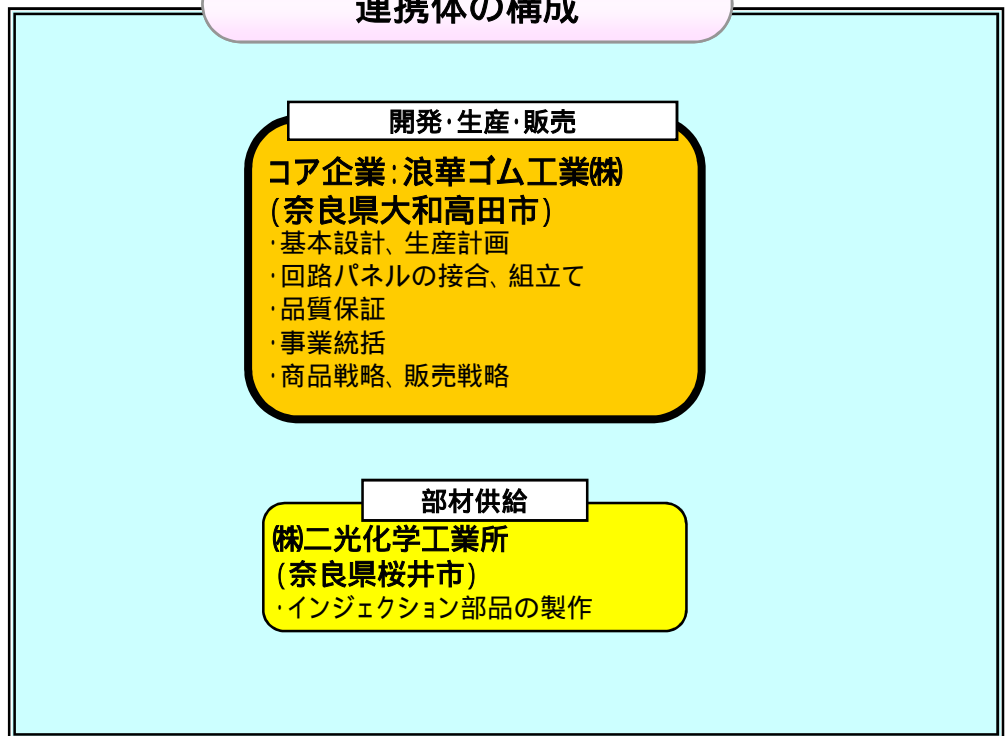 連携体の構成
開発･生産･販売
コア企業:浪華ゴム工業㈱
(奈良県大和高田市)
･基本設計、生産計画
･回路パネルの接合、組立て
･品質保証
･事業統括
･商品戦略、販売戦略
部材供給
㈱二光化学工業所
(奈良県桜井市)
･インジェクション部品の製作